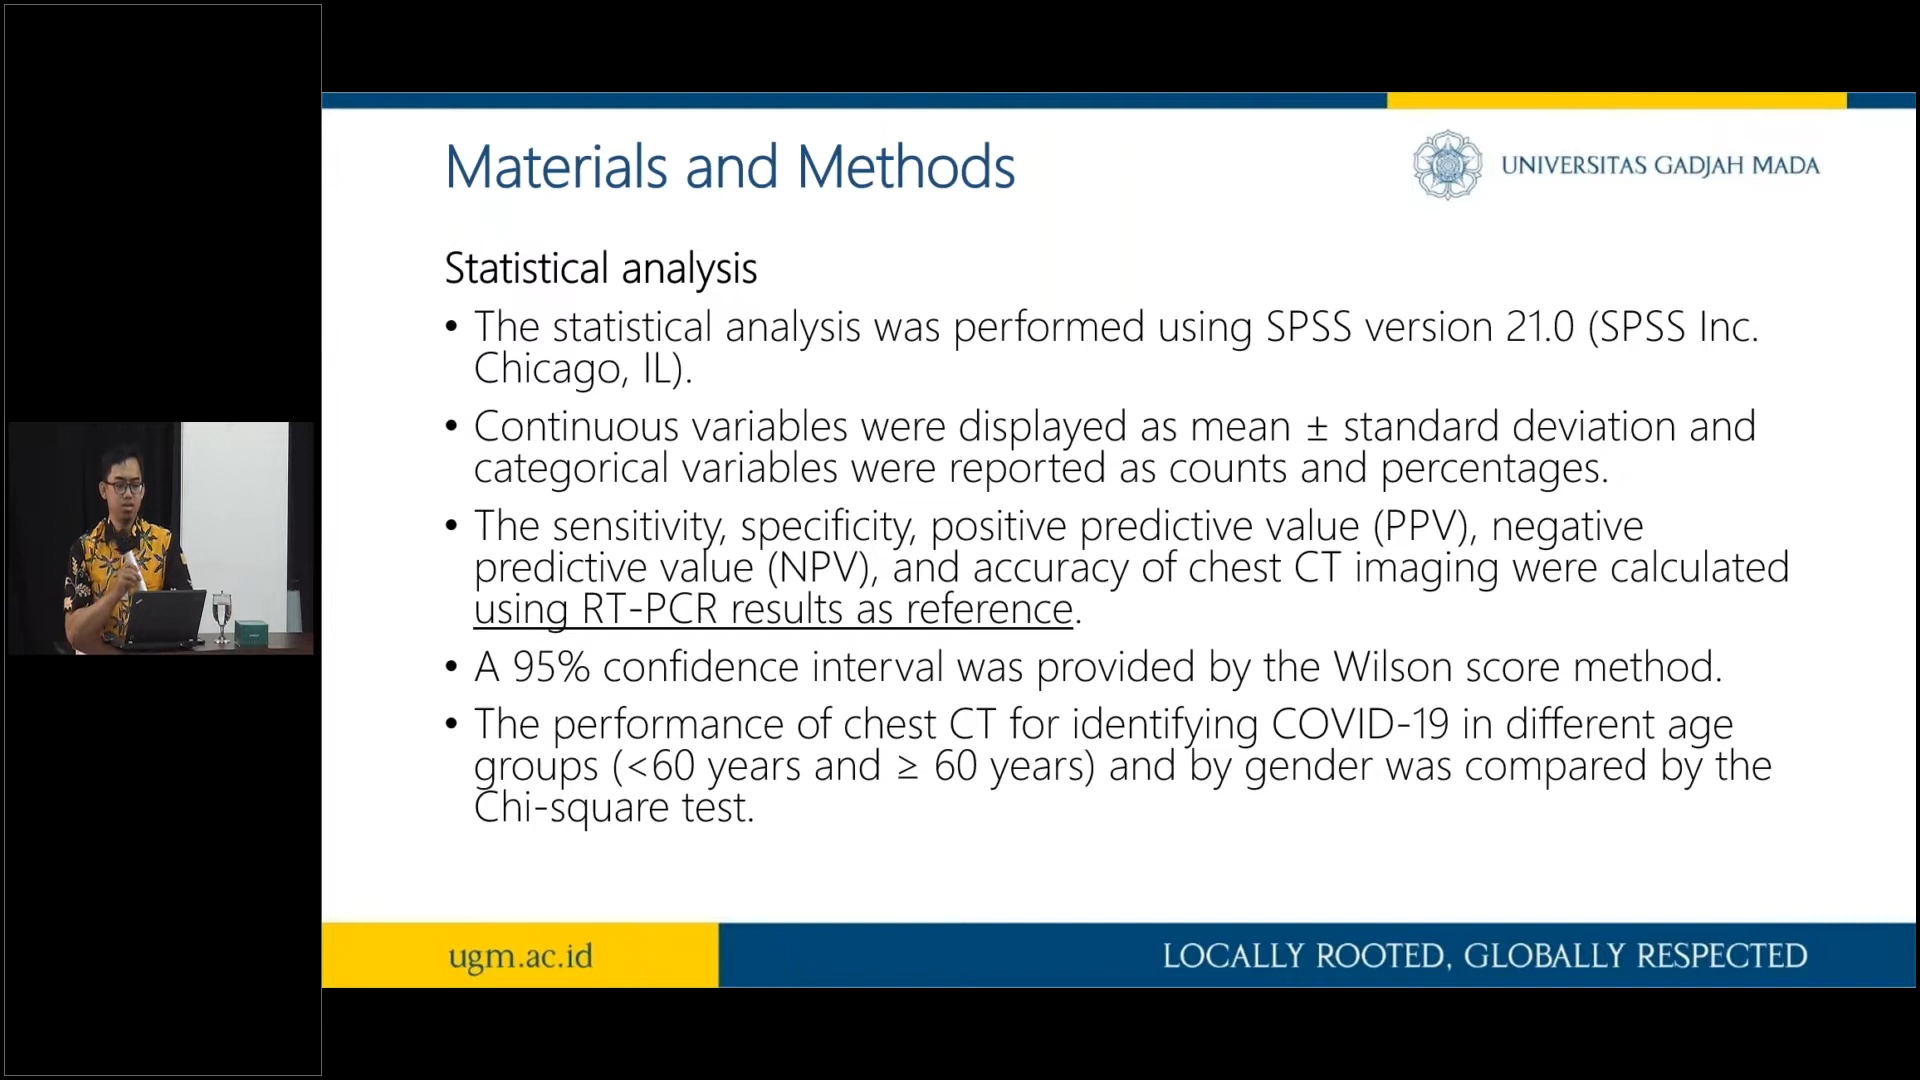 Materials and Methods
UNIVERSITAS GADJAH MADA
Statistical analysis
• The statistical analysis was performed using SPSS version 21.0 (SPSS Inc.
Chicago, IL).
• Continuous variables were displayed as mean ± standard deviation and
categorical variables were reported as counts and percentages.
• The sensitivity, specificity, positive predictive value (PPV), negative
predictive value (NPV), and accuracy of chest CT imaging were calculated
using RT-PCR results as reference.
• A 95% confidence interval was provided by the Wilson score method.
• The performance of chest CT for identifying COVID-19 in different age
groups (<60 years and ≥ 60 years) and by gender was compared by the
Chi-square test.
ugm.ac.id
LOCALLY ROOTED, GLOBALLY RESPECTED